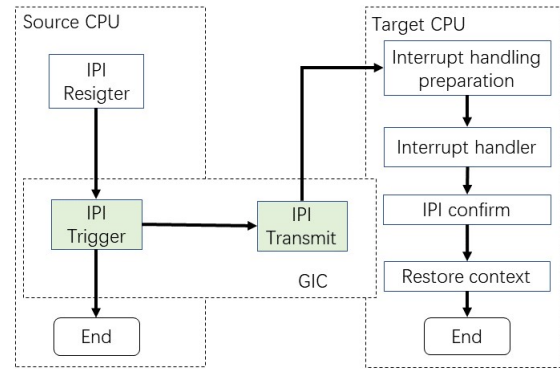 Source CPU
IPI
Resigter
IPI
Trigger
End
IPI
Transmit
GIC
Target CPU
Interrupt handling
preparation
Interrupt handler
IPI confirm
Restore context
End